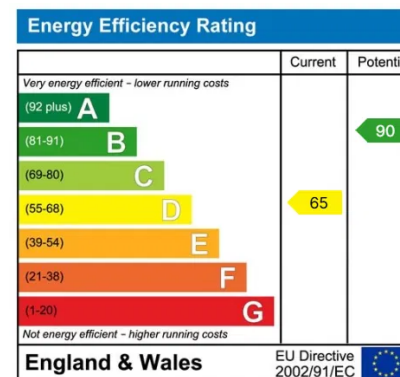 Energy Efficiency Rating
Current Potenti
Very energy efficient – lower running costs
(92 plus) A
(81-91) B 90
(69-80) C
(55-68) D 65
(39-54) E
(21-38) F
(1-20) G
Not energy efficient – higher running costs
England & Wales EU Directive
2002/91/EC